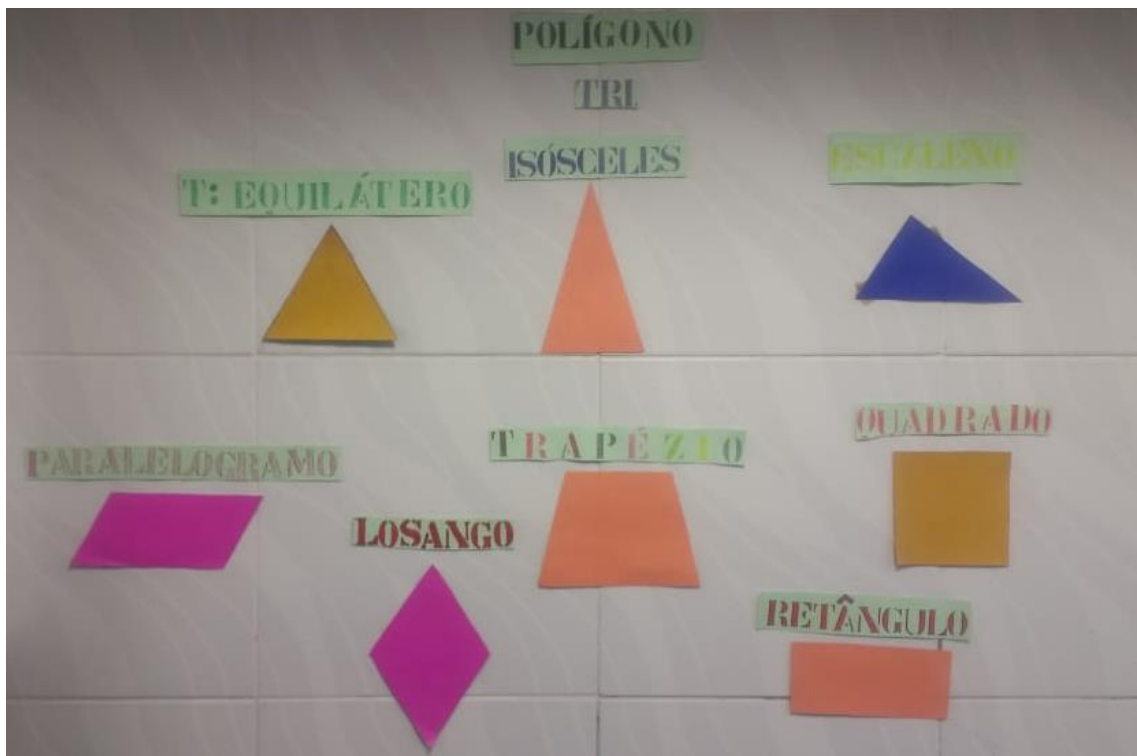 POLÍGONO
TRI.
T: EQUILÁTERO
ISÓSCELES
ESCALENO
PARALELOGRAMO
TRAPÉZIO
QUADRADO
LOSANGO
RETÂNGULO